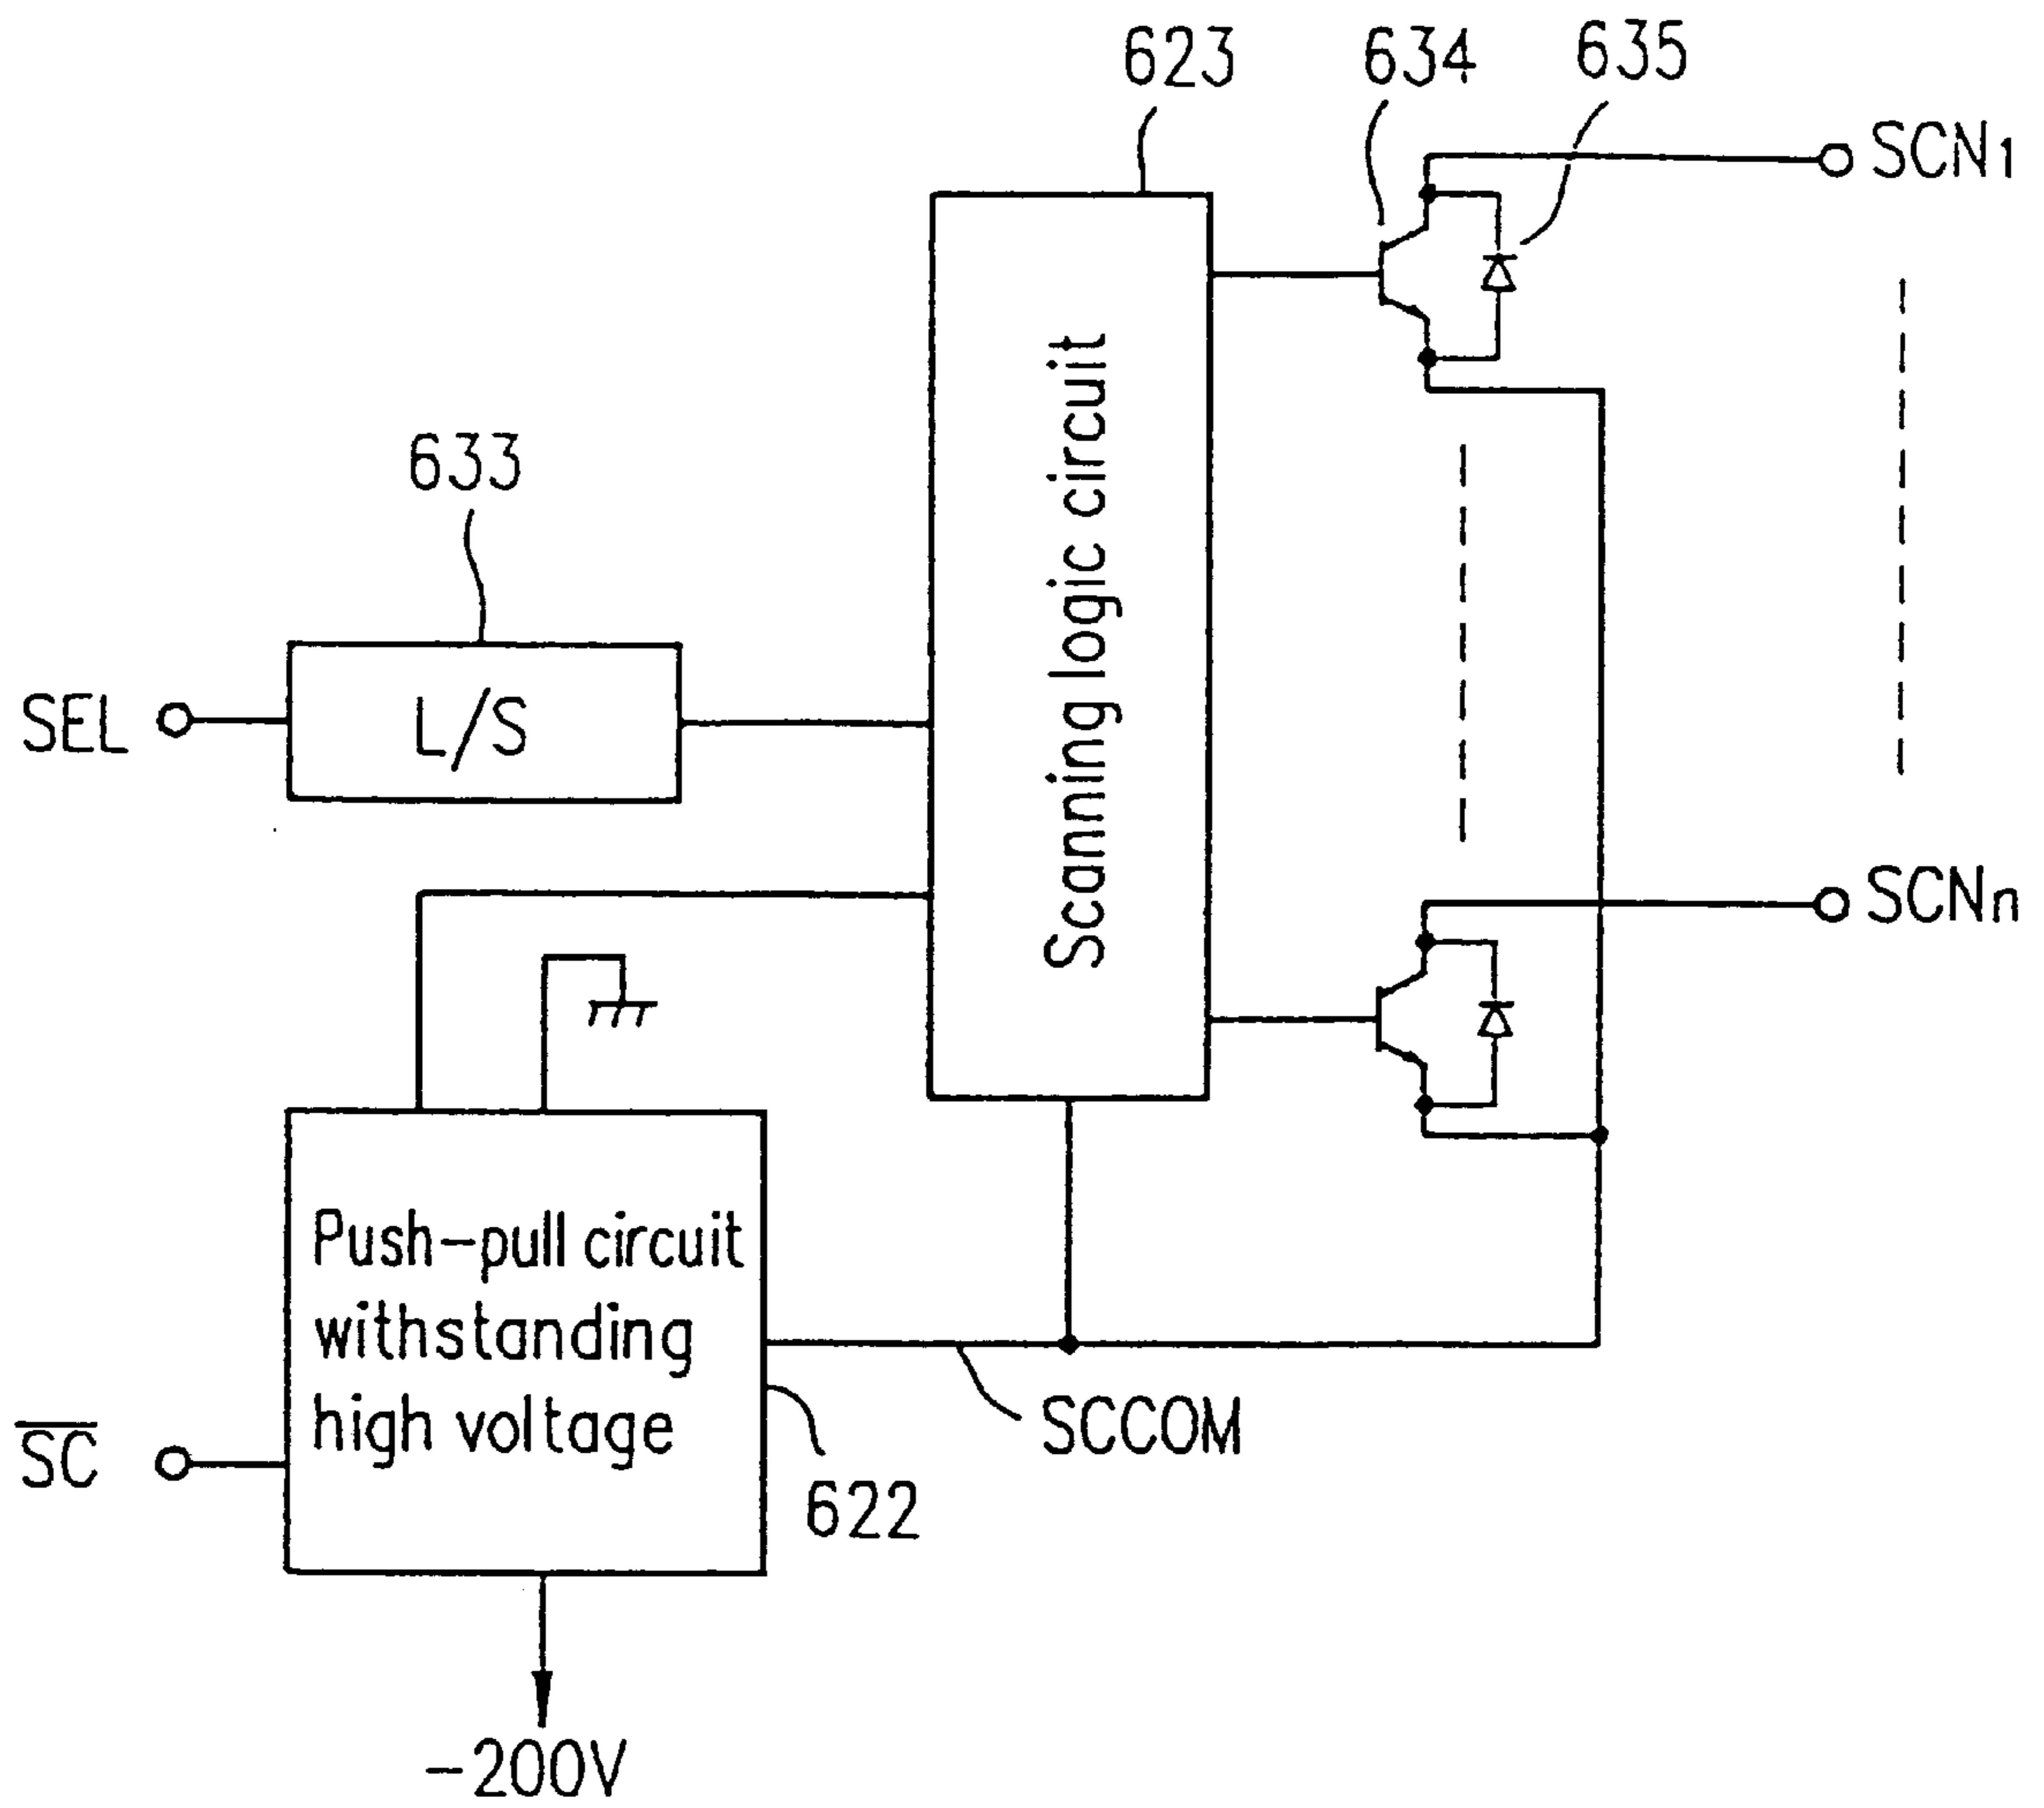 623
634
635
SCN1
633
SEL
L/S
Scanning logic circuit
SCNn
Push-pull circuit
withstanding
high voltage
S̅C̅
SCCOM
622
-200V